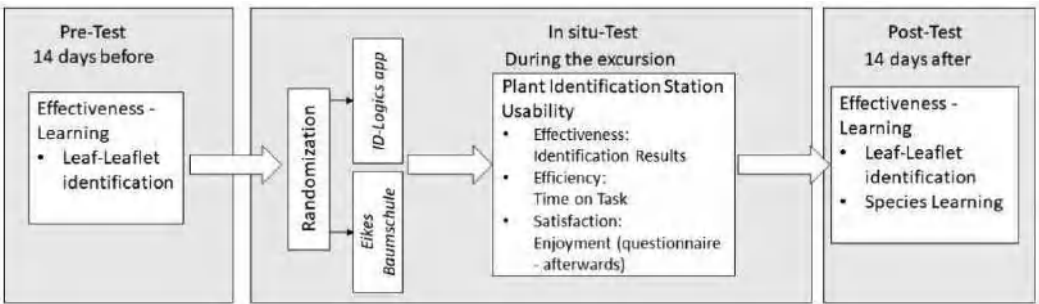 Pre-Test
14 days before
Effectiveness -
Learning
• Leaf-Leaflet
identification
In situ-Test
During the excursion
Randomization
ID-Logics app
Eikes
Baumschule
Plant Identification Station
Usability
• Effectiveness:
Identification Results
• Efficiency:
Time on Task
• Satisfaction:
Enjoyment (questionnaire
- afterwards)
Post-Test
14 days after
Effectiveness -
Learning
• Leaf-Leaflet
identification
• Species Learning